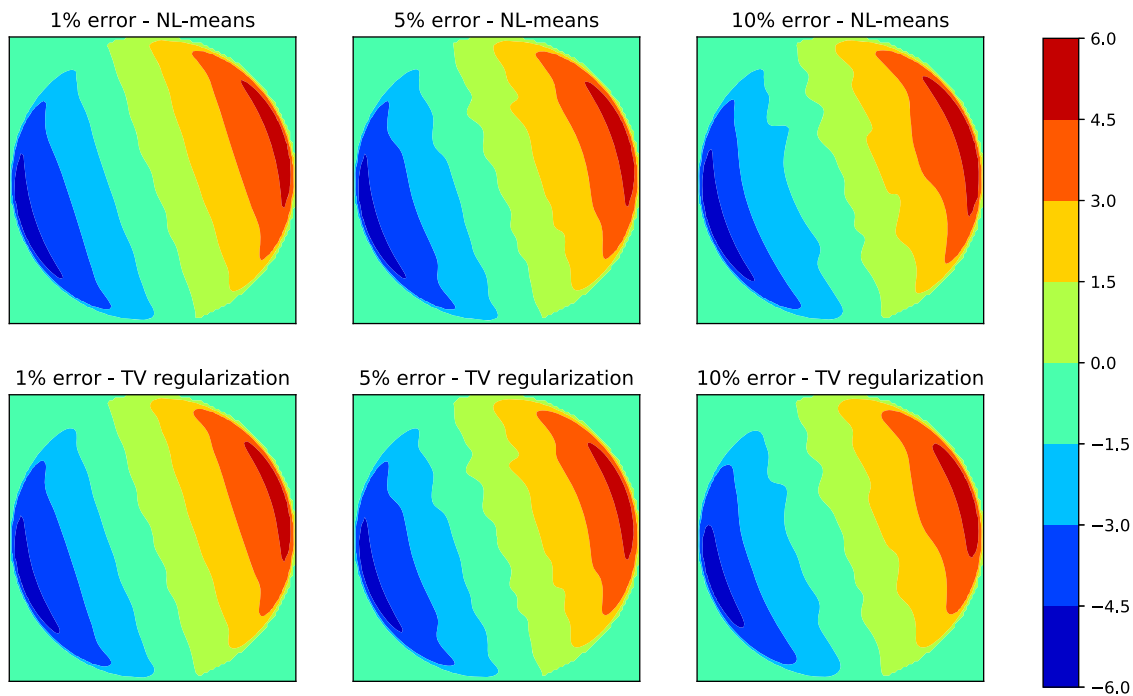 1% error - NL-means
5% error - NL-means
10% error - NL-means
1% error - TV regularization
5% error - TV regularization
10% error - TV regularization
6.0
4.5
3.0
1.5
0.0
−1.5
−3.0
−4.5
−6.0